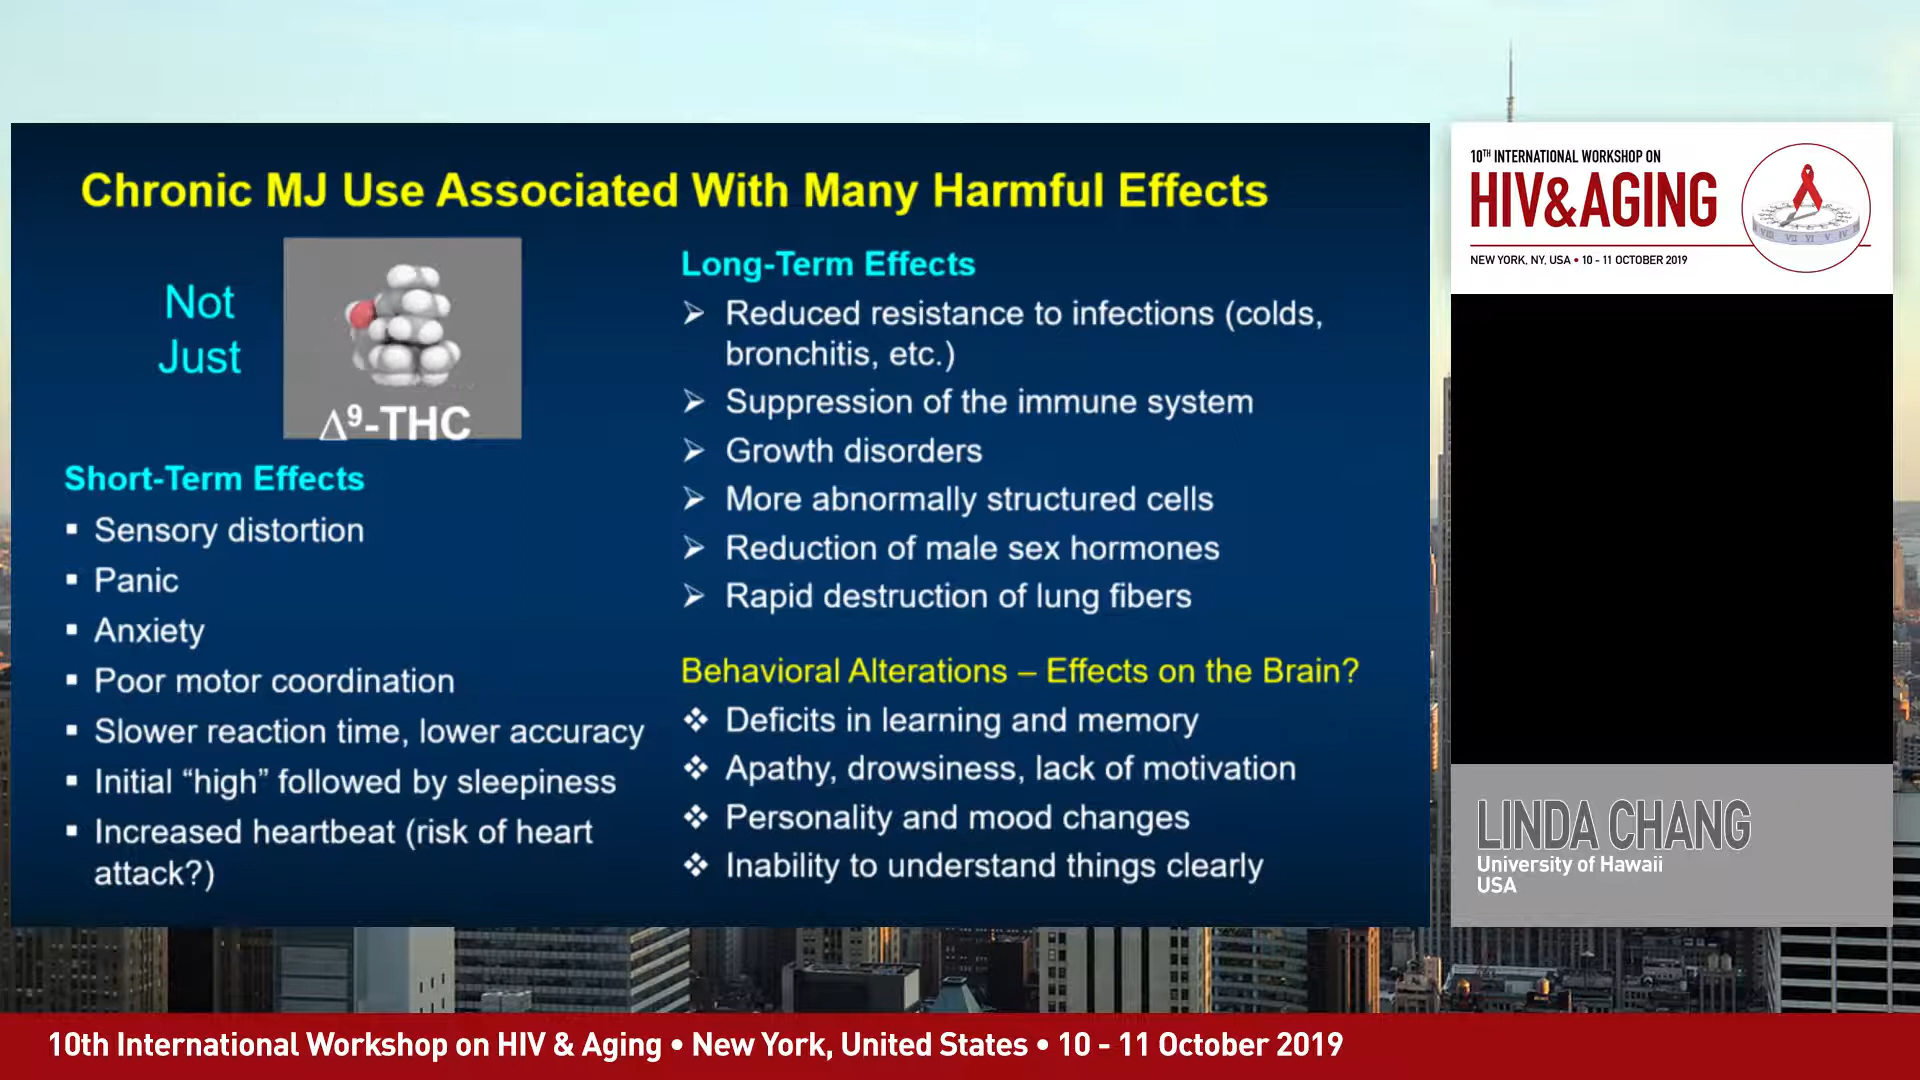 Chronic MJ Use Associated With Many Harmful Effects
Not
Just
Δ⁹-THC
Short-Term Effects
▪ Sensory distortion
▪ Panic
▪ Anxiety
▪ Poor motor coordination
▪ Slower reaction time, lower accuracy
▪ Initial “high” followed by sleepiness
▪ Increased heartbeat (risk of heart
attack?)
Long-Term Effects
➢ Reduced resistance to infections (colds,
bronchitis, etc.)
➢ Suppression of the immune system
➢ Growth disorders
➢ More abnormally structured cells
➢ Reduction of male sex hormones
➢ Rapid destruction of lung fibers
Behavioral Alterations – Effects on the Brain?
❖ Deficits in learning and memory
❖ Apathy, drowsiness, lack of motivation
❖ Personality and mood changes
❖ Inability to understand things clearly
10TH INTERNATIONAL WORKSHOP ON
HIV&AGING
NEW YORK, NY, USA • 10 - 11 OCTOBER 2019
LINDA CHANG
University of Hawaii
USA
10th International Workshop on HIV & Aging • New York, United States • 10 - 11 October 2019